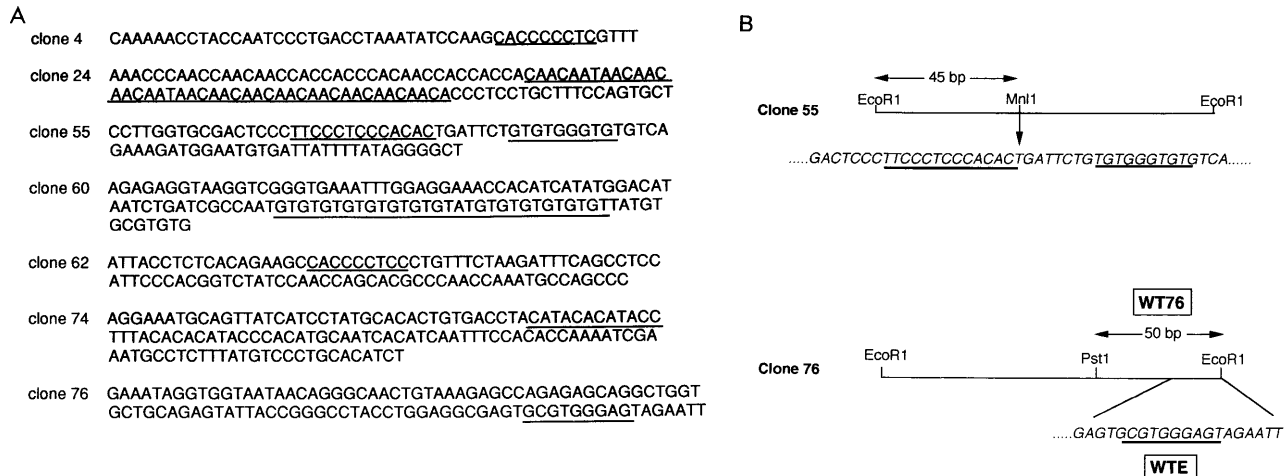 A
clone 4 CAAAAACCTACCAATCCCTGACCTAAATATCCAAGCACCCCCTCGTTT
clone 24 AAACCCAACCAACAACCACCACCCACAACCACCACCACAACAATAACAAC
AACAATAACAACAACAACAACAACAACAACACCCTCCTGCTTTCCAGTGCT
clone 55 CCTTGGTGCGACTCCCTTCCCTCCCACACTGATTCTGTGTGGGTGTGTCA
GAAAGATGGAATGTGATTATTTTATAGGGGCT
clone 60 AGAGAGGTAAGGTCGGGTGAAATTTGGAGGAAACCACATCATATGGACAT
AATCTGATCGCCAATGTGTGTGTGTGTGTGTATGTGTGTGTGTGTTATGT
GCGTGTG
clone 62 ATTACCTCTCACAGAAGCCACCCCTCCCTGTTTCTAAGATTTCAGCCTCC
ATTCCCACGGTCTATCCAACCAGCACGCCCAACCAAATGCCAGCCC
clone 74 AGGAAATGCAGTTATCATCCTATGCACACTGTGACCTACATACACATACC
TTTACACACATACCCACATGCAATCACATCAATTTCCACACCAAAATCGA
AATGCCTCTTTATGTCCCTGCACATCT
clone 76 GAAATAGGTGGTAATAACAGGGCAACTGTAAAGAGCCAGAGAGCAGGCTGGT
GCTGCAGAGTATTACCGGGCCTACCTGGAGGCGAGTGCGTGGGAGTAGAATT
B
45 bp
EcoR1 Mnl1 EcoR1
Clone 55
.....GACTCCCTTCCCTCCCACACTGATTCTGTGTGGGTGTGTCA......
WT76
50 bp
Pst1 EcoR1
EcoR1
Clone 76
.....GAGTGCGTGGGAGTAGAATT
WTE